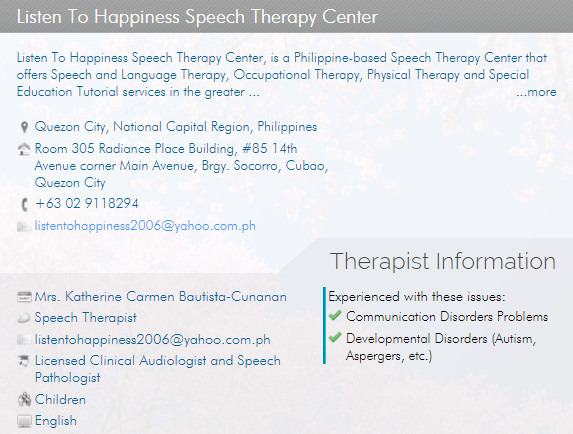 Listen To Happiness Speech Therapy Center
Listen To Happiness Speech Therapy Center, is a Philippine-based Speech Therapy Center that
offers Speech and Language Therapy, Occupational Therapy, Physical Therapy and Special
Education Tutorial services in the greater ... ...more
Quezon City, National Capital Region, Philippines
Room 305 Radiance Place Building, #85 14th
Avenue corner Main Avenue, Brgy. Socorro, Cubao,
Quezon City
+63 02 9118294
listentohappiness2006@yahoo.com.ph
Therapist Information
Mrs. Katherine Carmen Bautista-Cunanan
Speech Therapist
listentohappiness2006@yahoo.com.ph
Licensed Clinical Audiologist and Speech
Pathologist
Children
English
Experienced with these issues:
Communication Disorders Problems
Developmental Disorders (Autism,
Aspergers, etc.)